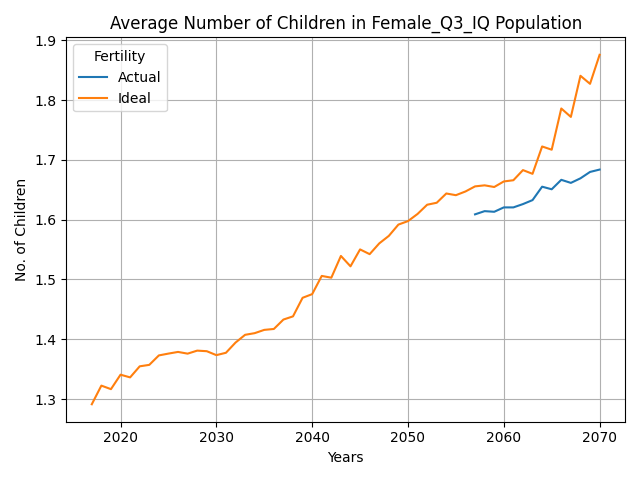 Average Number of Children in Female_Q3_IQ Population
Fertility
Actual
Ideal
No. of Children
1.9
1.8
1.7
1.6
1.5
1.4
1.3
2020 2030 2040 2050 2060 2070
Years